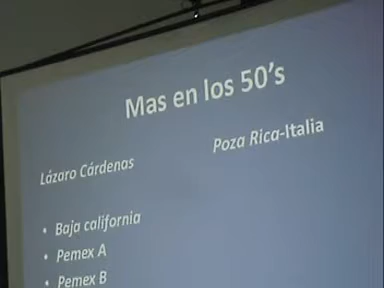 Mas en los 50's
Lázaro Cárdenas
Poza Rica-Italia
• Baja california
• Pemex A
• Pemex B